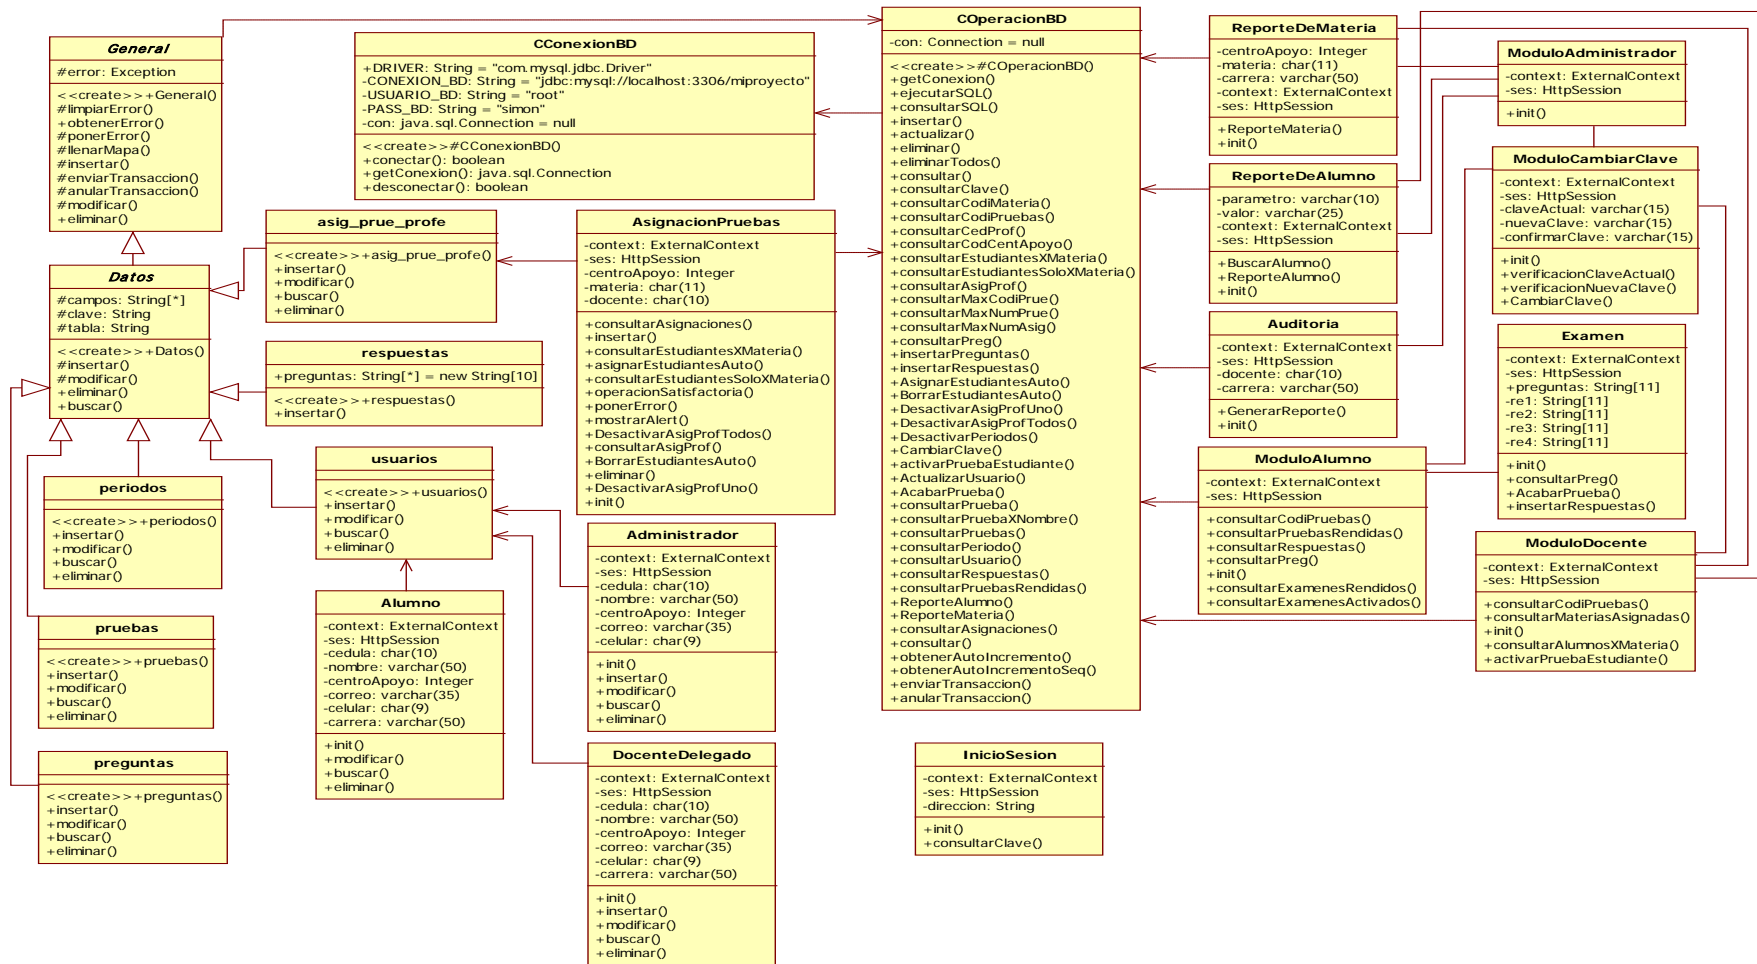 General
#error: Exception
<<create>>+General()
#limpiarError()
+obtenerError()
#ponerError()
#llenarMapa()
#insertar()
#enviarTransaccion()
#anularTransaccion()
#modificar()
+eliminar()
Datos
#campos: String[*]
#clave: String
#tabla: String
<<create>>+Datos()
#insertar()
#modificar()
+eliminar()
+buscar()
periodos
<<create>>+periodos()
+insertar()
+modificar()
+buscar()
+eliminar()
pruebas
<<create>>+pruebas()
+insertar()
+modificar()
+buscar()
+eliminar()
preguntas
<<create>>+preguntas()
+insertar()
+modificar()
+buscar()
+eliminar()
CConexionBD
+DRIVER: String = "com.mysql.jdbc.Driver"
-CONEXION_BD: String = "jdbc:mysql://localhost:3306/miproyecto"
-USUARIO_BD: String = "root"
-PASS_BD: String = "simon"
-con: java.sql.Connection = null
<<create>>#CConexionBD()
+conectar(): boolean
+getConexion(): java.sql.Connection
+desconectar(): boolean
asig_prue_profe
<<create>>+asig_prue_profe()
+insertar()
+modificar()
+buscar()
+eliminar()
respuestas
+preguntas: String[*] = new String[10]
<<create>>+respuestas()
+insertar()
usuarios
<<create>>+usuarios()
+insertar()
+modificar()
+buscar()
+eliminar()
Alumno
-context: ExternalContext
-ses: HttpSession
-cedula: char(10)
-nombre: varchar(50)
-centroApoyo: Integer
-correo: varchar(35)
-celular: char(9)
-carrera: varchar(50)
+init()
+modificar()
+buscar()
+eliminar()
AsignacionPruebas
-context: ExternalContext
-ses: HttpSession
-centroApoyo: Integer
-materia: char(11)
-docente: char(10)
+consultarAsignaciones()
+insertar()
+consultarEstudiantesXMateria()
+asignarEstudiantesAuto()
+consultarEstudiantesSoloXMateria()
+operacionSatisfactoria()
+ponerError()
+mostrarAlert()
+DesactivarAsigProfTodos()
+consultarAsigProf()
+BorrarEstudiantesAuto()
+eliminar()
+DesactivarAsigProfUno()
+init()
Administrador
-context: ExternalContext
-ses: HttpSession
-cedula: char(10)
-nombre: varchar(50)
-centroApoyo: Integer
-correo: varchar(35)
-celular: char(9)
+init()
+insertar()
+modificar()
+buscar()
+eliminar()
DocenteDelegado
-context: ExternalContext
-ses: HttpSession
-cedula: char(10)
-nombre: varchar(50)
-centroApoyo: Integer
-correo: varchar(35)
-celular: char(9)
-carrera: varchar(50)
+init()
+insertar()
+modificar()
+buscar()
+eliminar()
COperacionBD
-con: Connection = null
<<create>>#COperacionBD()
+getConexion()
+ejecutarSQL()
+consultarSQL()
+insertar()
+actualizar()
+eliminar()
+eliminarTodos()
+consultar()
+consultarClave()
+consultarCodiMateria()
+consultarCodiPruebas()
+consultarCedProf()
+consultarCodCentApoyo()
+consultarEstudiantesXMateria()
+consultarEstudiantesSoloXMateria()
+consultarAsigProf()
+consultarMaxCodiPrue()
+consultarMaxNumPrue()
+consultarMaxNumAsig()
+consultarPreg()
+insertarPreguntas()
+insertarRespuestas()
+AsignarEstudiantesAuto()
+BorrarEstudiantesAuto()
+DesactivarAsigProfUno()
+DesactivarAsigProfTodos()
+DesactivarPeriodos()
+CambiarClave()
+activarPruebaEstudiante()
+ActualizarUsuario()
+AcabarPrueba()
+consultarPrueba()
+consultarPruebaXNombre()
+consultarPruebas()
+consultarPeriodo()
+consultarUsuario()
+consultarRespuestas()
+consultarPruebasRendidas()
+ReporteAlumno()
+ReporteMateria()
+consultarAsignaciones()
+consultar()
+obtenerAutoIncremento()
+obtenerAutoIncrementoSeq()
+enviarTransaccion()
+anularTransaccion()
InicioSesion
-context: ExternalContext
-ses: HttpSession
-direccion: String
+init()
+consultarClave()
ReporteDeMateria
-centroApoyo: Integer
-materia: char(11)
-carrera: varchar(50)
-context: ExternalContext
-ses: HttpSession
+ReporteMateria()
+init()
ReporteDeAlumno
-parametro: varchar(10)
-valor: varchar(25)
-context: ExternalContext
-ses: HttpSession
+BuscarAlumno()
+ReporteAlumno()
+init()
Auditoria
-context: ExternalContext
-ses: HttpSession
-docente: char(10)
-carrera: varchar(50)
+GenerarReporte()
+init()
ModuloAlumno
-context: ExternalContext
-ses: HttpSession
+consultarCodiPruebas()
+consultarPruebasRendidas()
+consultarRespuestas()
+consultarPreg()
+init()
+consultarExamenesRendidos()
+consultarExamenesActivados()
ModuloAdministrador
-context: ExternalContext
-ses: HttpSession
+init()
ModuloCambiarClave
-context: ExternalContext
-ses: HttpSession
-claveActual: varchar(15)
-nuevaClave: varchar(15)
-confirmarClave: varchar(15)
+init()
+verificacionClaveActual()
+verificacionNuevaClave()
+CambiarClave()
Examen
-context: ExternalContext
-ses: HttpSession
+preguntas: String[11]
-re1: String[11]
-re2: String[11]
-re3: String[11]
-re4: String[11]
+init()
+consultarPreg()
+AcabarPrueba()
+insertarRespuestas()
ModuloDocente
-context: ExternalContext
-ses: HttpSession
+consultarCodiPruebas()
+consultarMateriasAsignadas()
+init()
+consultarAlumnosXMateria()
+activarPruebaEstudiante()